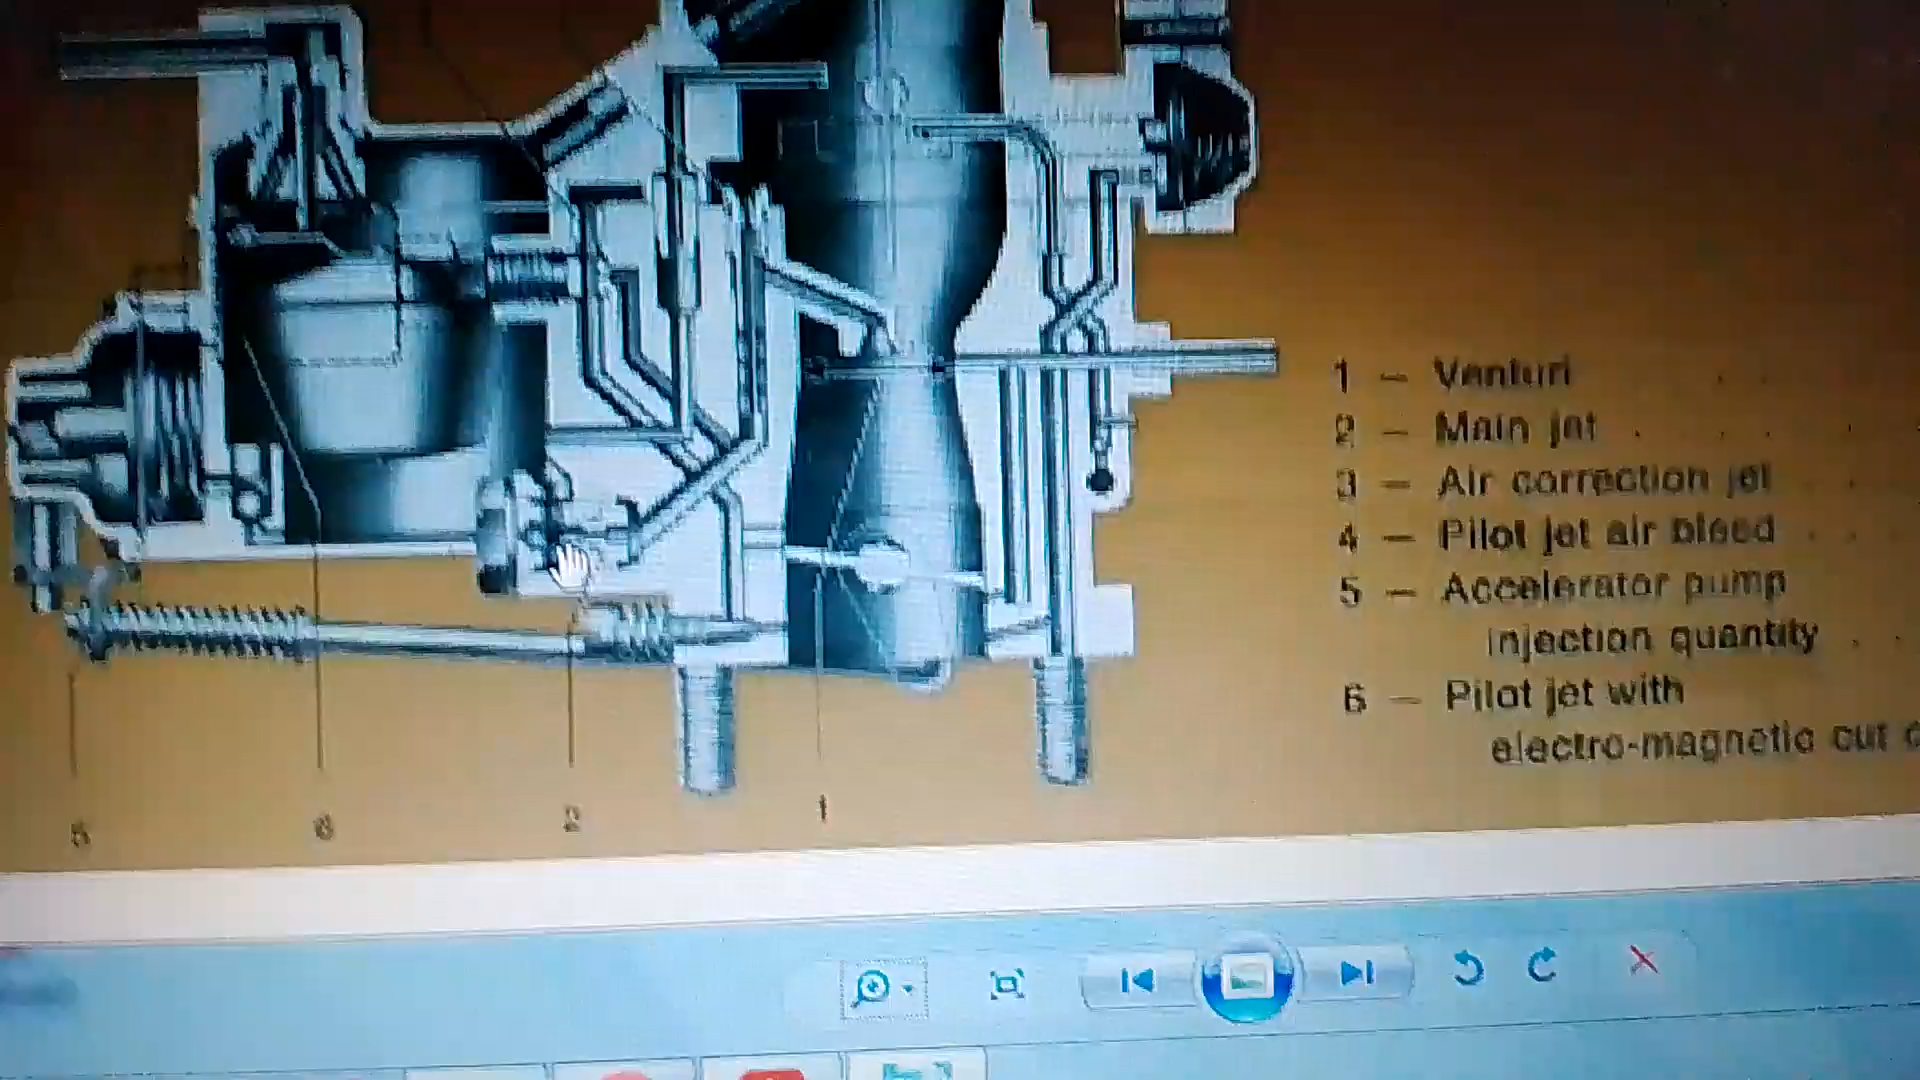 1 – Venturi
2 – Main jet
3 – Air correction jet
4 – Pilot jet air bleed
5 – Accelerator pump
injection quantity
6 – Pilot jet with
electro-magnetic cut
5 6 2 1